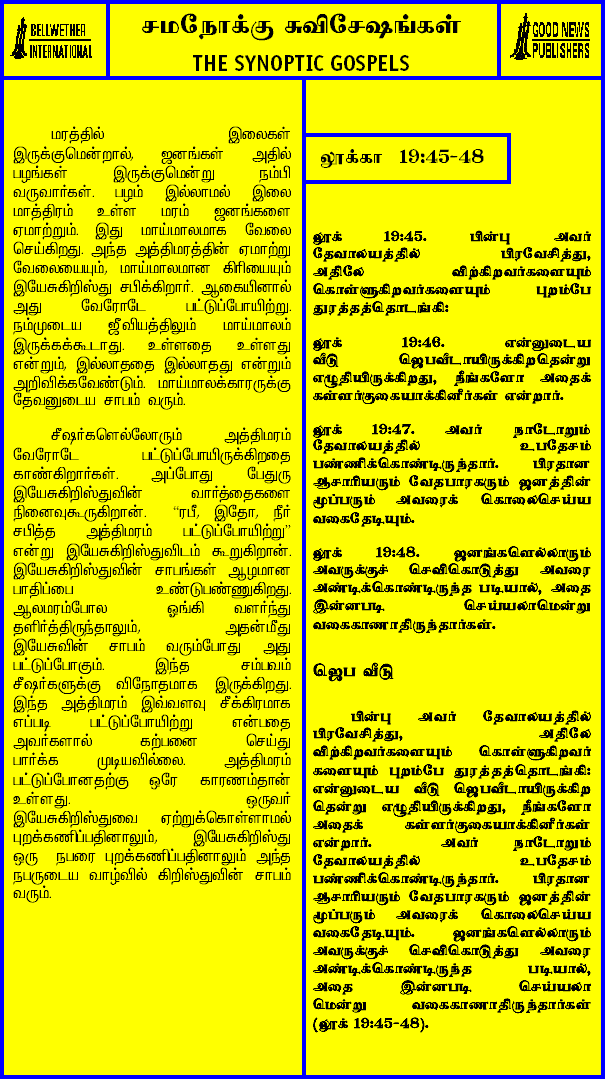 BELLWETHER
INTERNATIONAL
சமநோக்கு சுவிசேஷங்கள்
THE SYNOPTIC GOSPELS
GOOD NEWS
PUBLISHERS
மரத்தில் இலைகள்
இருக்குமென்றால், ஜனங்கள் அதில்
பழங்கள் இருக்குமென்று நம்பி
வருவார்கள். பழம் இல்லாமல் இலை
மாத்திரம் உள்ள மரம் ஜனங்களை
ஏமாற்றும். இது மாய்மாலமாக வேலை
செய்கிறது. அந்த அத்திமரத்தின் ஏமாற்று
வேலையையும், மாய்மாலமான கிரியையும்
இயேசுகிறிஸ்து சபிக்கிறார். ஆகையினால்
அது வேரோடே பட்டுப்போயிற்று.
நம்முடைய ஜீவியத்திலும் மாய்மாலம்
இருக்கக்கூடாது. உள்ளதை உள்ளது
என்றும், இல்லாததை இல்லாதது என்றும்
அறிவிக்கவேண்டும். மாய்மாலக்காரருக்கு
தேவனுடைய சாபம் வரும்.
சீஷர்களெல்லோரும் அத்திமரம்
வேரோடே பட்டுப்போயிருக்கிறதை
காண்கிறார்கள். அப்போது பேதுரு
இயேசுகிறிஸ்துவின் வார்த்தைகளை
நினைவுகூருகிறான். “ரபீ, இதோ, நீர்
சபித்த அத்திமரம் பட்டுப்போயிற்று”
என்று இயேசுகிறிஸ்துவிடம் கூறுகிறான்.
இயேசுகிறிஸ்துவின் சாபங்கள் ஆழமான
பாதிப்பை உண்டுபண்ணுகிறது.
ஆலமரம்போல ஓங்கி வளர்ந்து
தளிர்த்திருந்தாலும், அதன்மீது
இயேசுவின் சாபம் வரும்போது அது
பட்டுப்போகும். இந்த சம்பவம்
சீஷர்களுக்கு விநோதமாக இருக்கிறது.
இந்த அத்திமரம் இவ்வளவு சீக்கிரமாக
எப்படி பட்டுப்போயிற்று என்பதை
அவர்களால் கற்பனை செய்து
பார்க்க முடியவில்லை. அத்திமரம்
பட்டுப்போனதற்கு ஒரே காரணம்தான்
உள்ளது. ஒருவர்
இயேசுகிறிஸ்துவை ஏற்றுக்கொள்ளாமல்
புறக்கணிப்பதினாலும், இயேசுகிறிஸ்து
ஒரு நபரை புறக்கணிப்பதினாலும் அந்த
நபருடைய வாழ்வில் கிறிஸ்துவின் சாபம்
வரும்.
லூக்கா 19:45-48
லூக் 19:45. பின்பு அவர்
தேவாலயத்தில் பிரவேசித்து,
அதிலே விற்கிறவர்களையும்
கொள்ளுகிறவர்களையும் புறம்பே
துரத்தத்தொடங்கி:
லூக் 19:46. என்னுடைய
வீடு ஜெபவீடாயிருக்கிறதென்று
எழுதியிருக்கிறது, நீங்களோ அதைக்
கள்ளர்குகையாக்கினீர்கள் என்றார்.
லூக் 19:47. அவர் நாடோறும்
தேவாலயத்தில் உபதேசம்
பண்ணிக்கொண்டிருந்தார். பிரதான
ஆசாரியரும் வேதபாரகரும் ஜனத்தின்
மூப்பரும் அவரைக் கொலைசெய்ய
வகைதேடியும்.
லூக் 19:48. ஜனங்களெல்லாரும்
அவருக்குச் செவிகொடுத்து அவரை
அண்டிக்கொண்டிருந்த படியால், அதை
இன்னபடி செய்யலாமென்று
வகைகாணாதிருந்தார்கள்.
ஜெப வீடு
பின்பு அவர் தேவாலயத்தில்
பிரவேசித்து, அதிலே
விற்கிறவர்களையும் கொள்ளுகிறவர்
களையும் புறம்பே துரத்தத்தொடங்கி:
என்னுடைய வீடு ஜெபவீடாயிருக்கிற
தென்று எழுதியிருக்கிறது, நீங்களோ
அதைக் கள்ளர்குகையாக்கினீர்கள்
என்றார். அவர் நாடோறும்
தேவாலயத்தில் உபதேசம்
பண்ணிக்கொண்டிருந்தார். பிரதான
ஆசாரியரும் வேதபாரகரும் ஜனத்தின்
மூப்பரும் அவரைக் கொலைசெய்ய
வகைதேடியும். ஜனங்களெல்லாரும்
அவருக்குச் செவிகொடுத்து அவரை
அண்டிக்கொண்டிருந்த படியால்,
அதை இன்னபடி செய்யலா
மென்று வகைகாணாதிருந்தார்கள்
(லூக் 19:45-48).